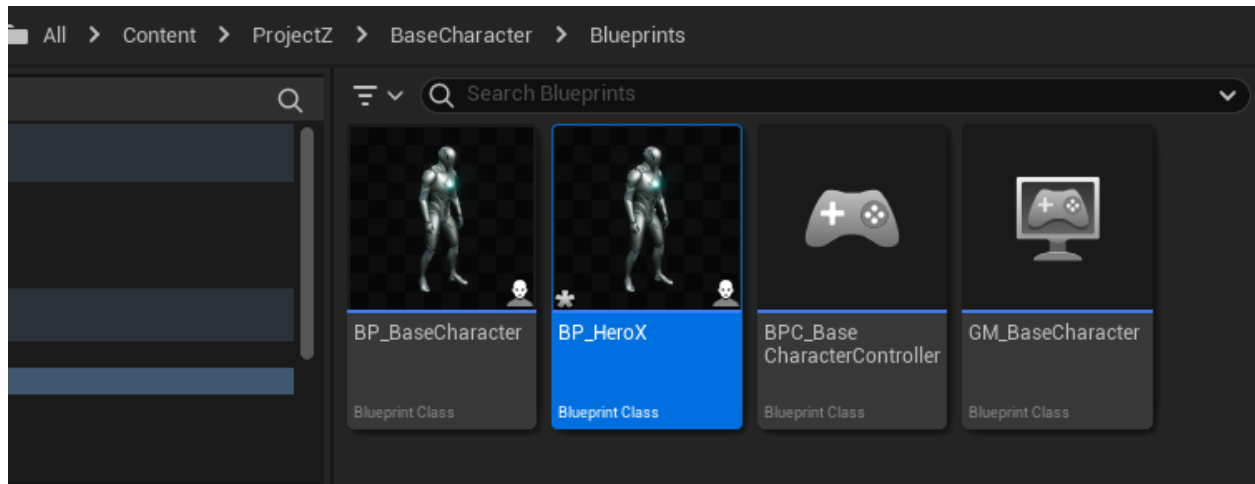 All > Content > ProjectZ > BaseCharacter > Blueprints
Search Blueprints
BP_BaseCharacter
Blueprint Class
BP_HeroX
Blueprint Class
BPC_Base
CharacterController
Blueprint Class
GM_BaseCharacter
Blueprint Class